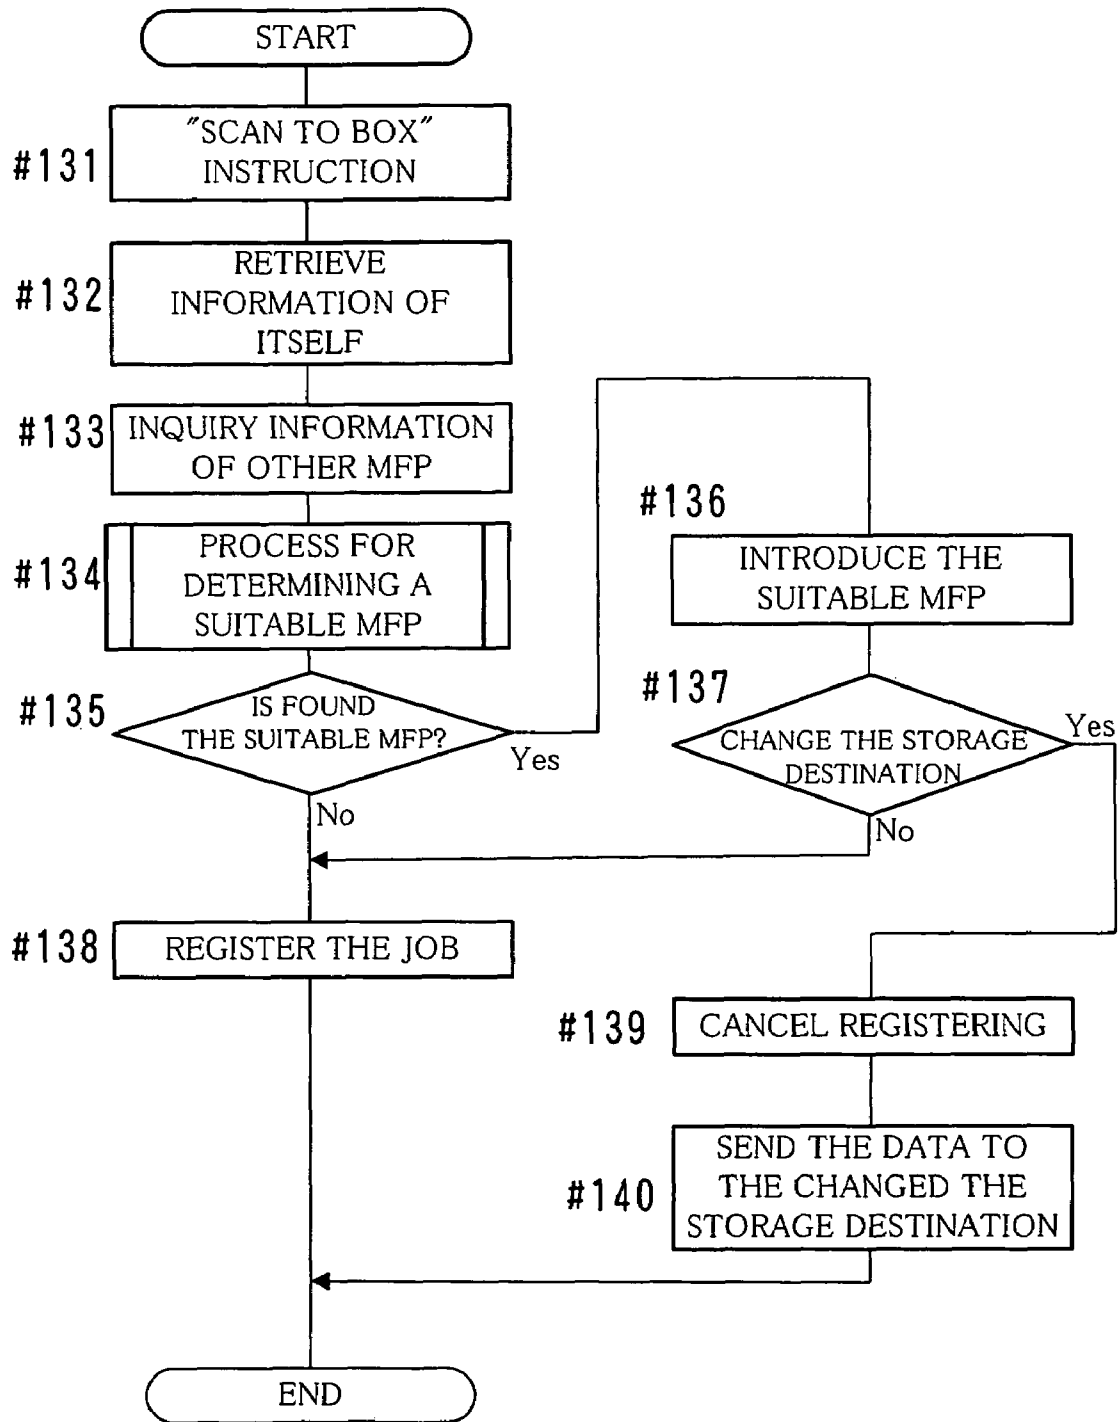 START
#131
"SCAN TO BOX"
INSTRUCTION
#132
RETRIEVE
INFORMATION OF
ITSELF
#133
INQUIRY INFORMATION
OF OTHER MFP
#134
PROCESS FOR
DETERMINING A
SUITABLE MFP
#135
IS FOUND
THE SUITABLE MFP?
Yes
No
#136
INTRODUCE THE
SUITABLE MFP
#137
CHANGE THE STORAGE
DESTINATION
Yes
No
#138
REGISTER THE JOB
#139
CANCEL REGISTERING
#140
SEND THE DATA TO
THE CHANGED THE
STORAGE DESTINATION
END